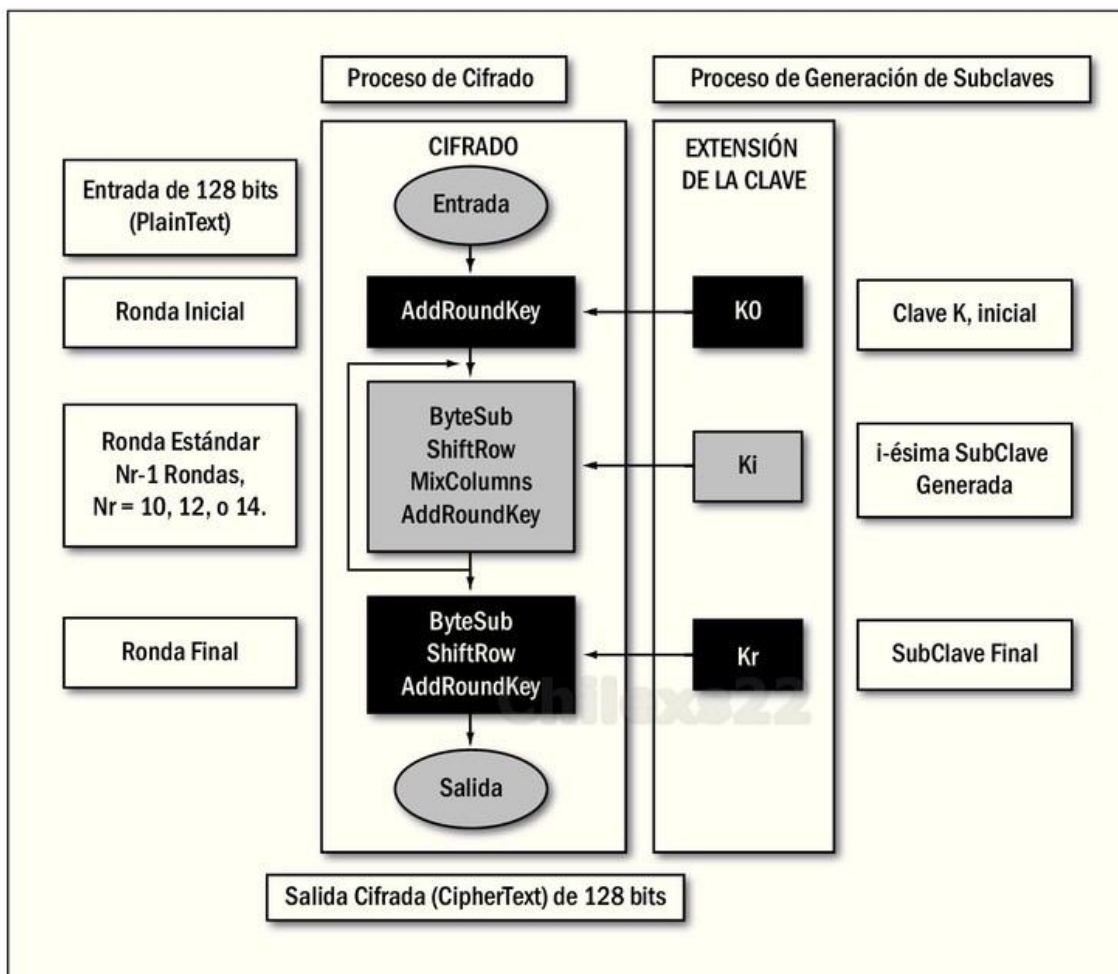 Proceso de Cifrado
Proceso de Generación de Subclaves
CIFRADO
EXTENSIÓN
DE LA CLAVE
Entrada de 128 bits
(PlainText)
Entrada
Ronda Inicial
AddRoundKey
K0
Clave K, inicial
Ronda Estándar
Nr-1 Rondas,
Nr = 10, 12, o 14.
ByteSub
ShiftRow
MixColumns
AddRoundKey
Ki
i-ésima SubClave
Generada
Ronda Final
ByteSub
ShiftRow
AddRoundKey
Kr
SubClave Final
Chilexs22
Salida
Salida Cifrada (CipherText) de 128 bits